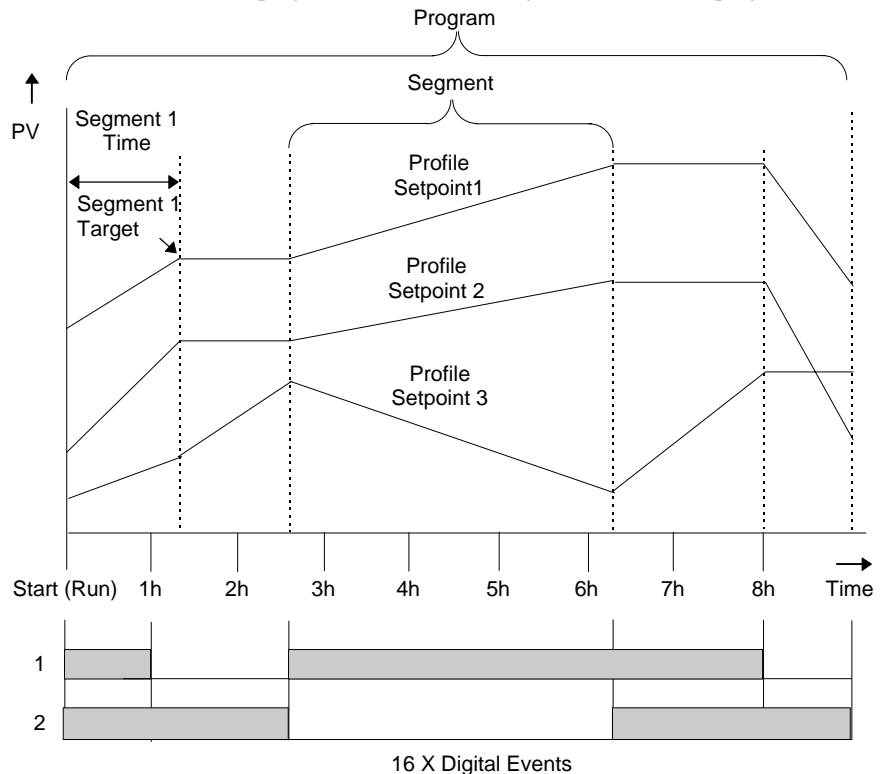 Program
Segment
PV
Segment 1
Time
Segment 1
Target
Profile
Setpoint1
Profile
Setpoint 2
Profile
Setpoint 3
Start (Run) 1h 2h 3h 4h 5h 6h 7h 8h Time
1
2
16 X Digital Events